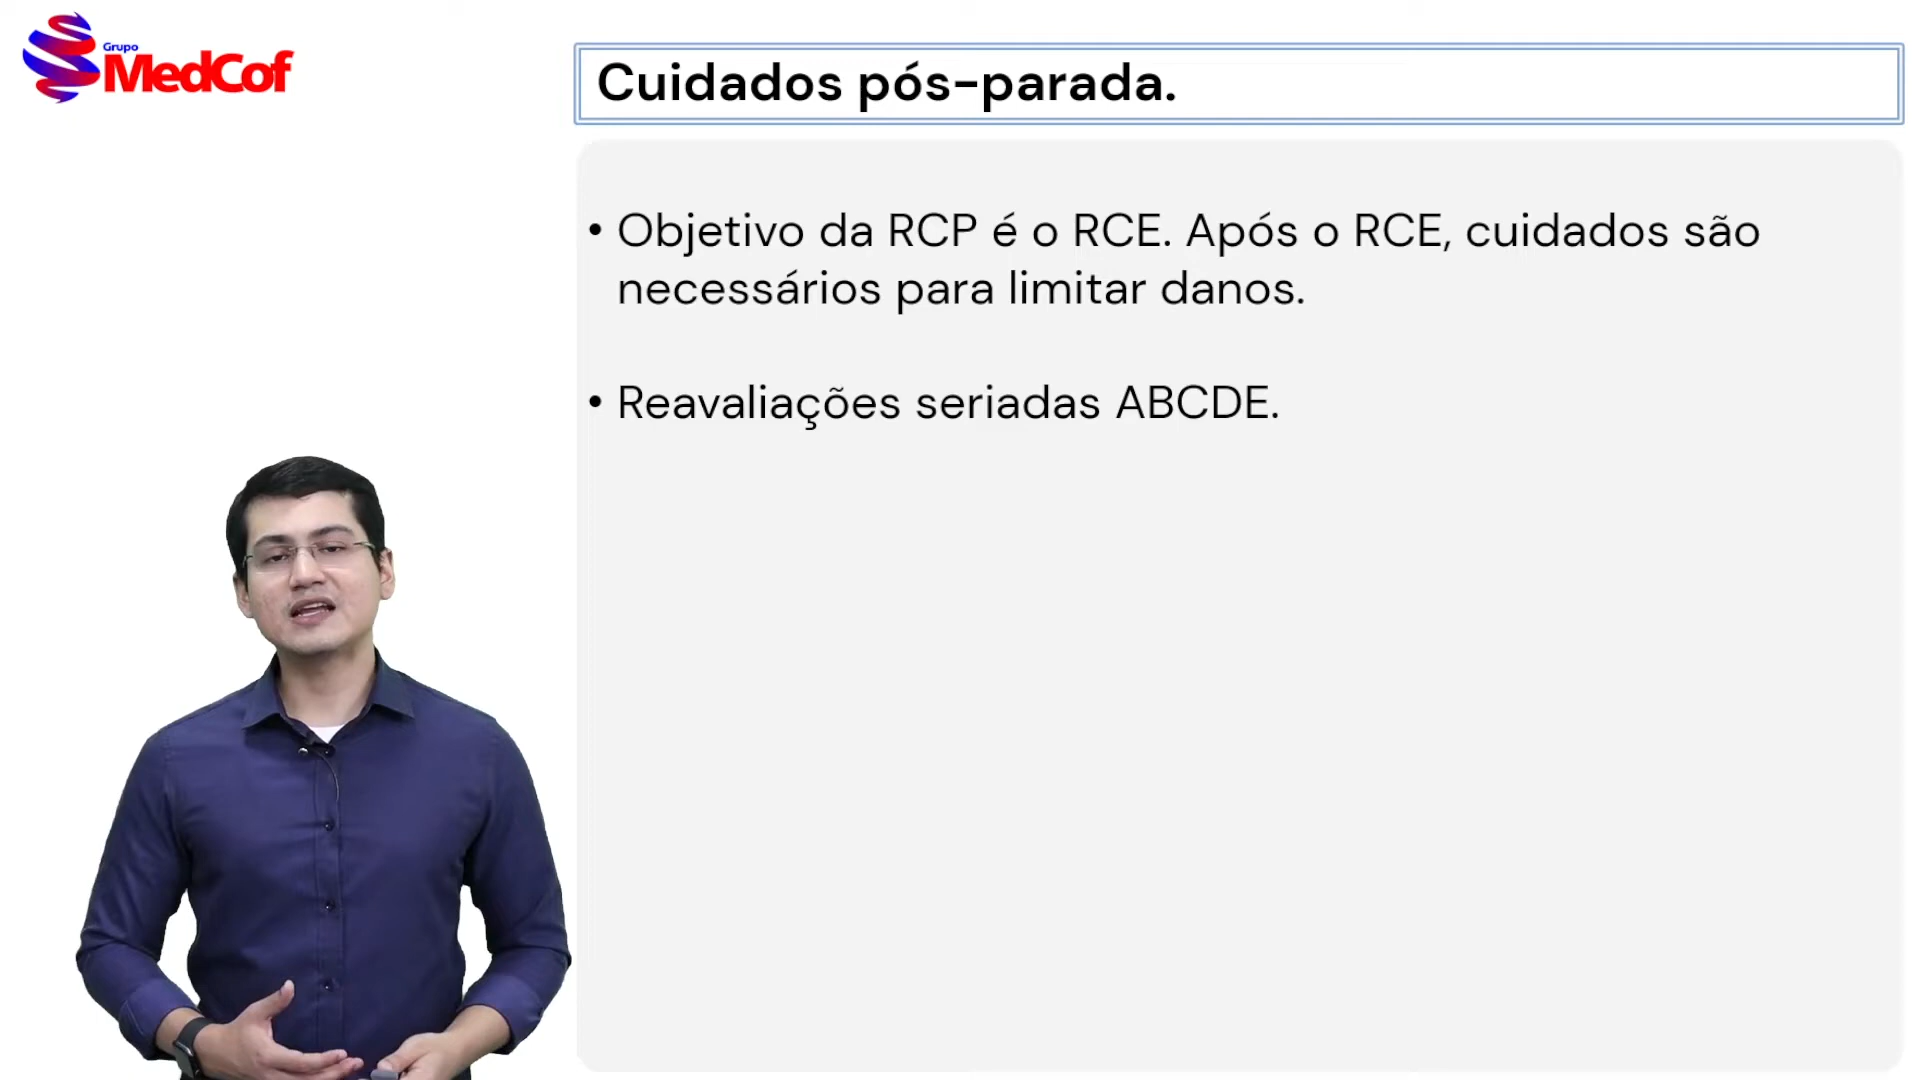 Grupo
MedCof
Cuidados pós-parada.
• Objetivo da RCP é o RCE. Após o RCE, cuidados são
necessários para limitar danos.
• Reavaliações seriadas ABCDE.